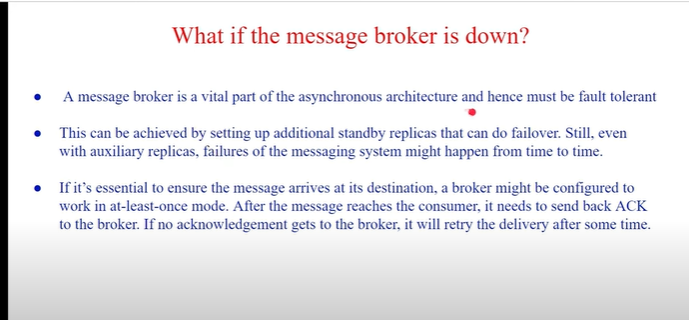 What if the message broker is down?
● A message broker is a vital part of the asynchronous architecture and hence must be fault tolerant
● This can be achieved by setting up additional standby replicas that can do failover. Still, even
with auxiliary replicas, failures of the messaging system might happen from time to time.
● If it's essential to ensure the message arrives at its destination, a broker might be configured to
work in at-least-once mode. After the message reaches the consumer, it needs to send back ACK
to the broker. If no acknowledgement gets to the broker, it will retry the delivery after some time.